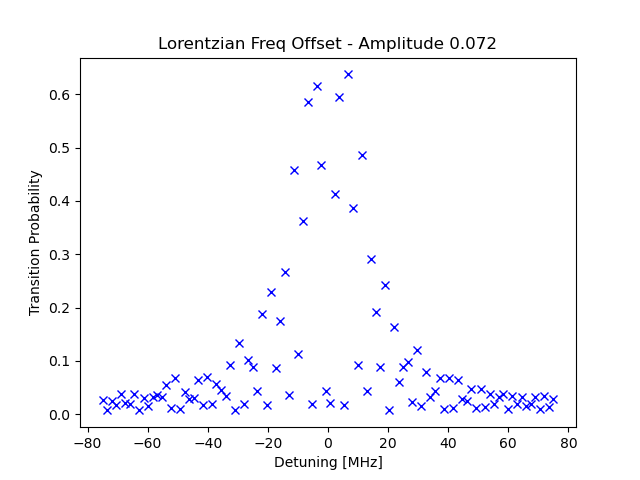 Lorentzian Freq Offset - Amplitude 0.072
Transition Probability
0.6
0.5
0.4
0.3
0.2
0.1
0.0
−80 −60 −40 −20 0 20 40 60 80
Detuning [MHz]